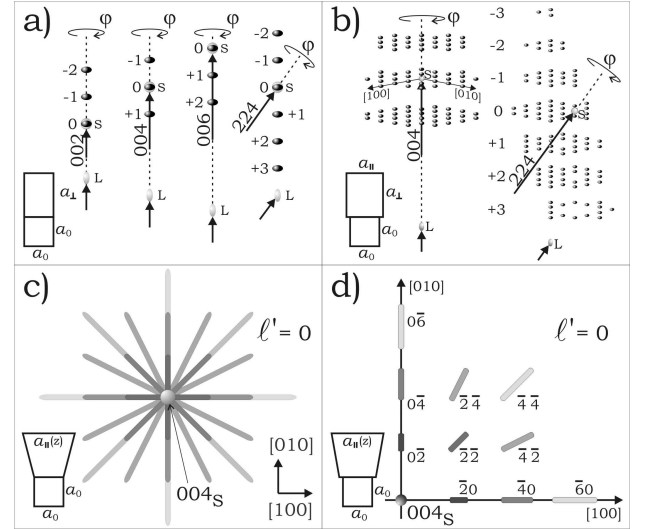 a)
φ
φ
φ
φ
-2
-1
0
S
002
L
-1
0
S
+1
004
L
0
S
+1
+2
006
L
-2
-1
0
S
+1
224
+2
+3
L
a⊥
a₀
a₀
b)
φ
S
[100]
[010]
004
L
-3
-2
-1
0
+1
+2
+3
φ
S
224
L
a∥
a⊥
a₀
a₀
c)
ℓ'= 0
004S
[010]
[100]
a∥(z)
a₀
a₀
d)
[010]
ℓ'= 0
06̅
04̅
2̅ 4̅
4̅ 4̅
02̅
2̅2̅
4̅ 2̅
2̅0
4̅0
6̅0
004S
[100]
a∥(z)
a₀
a₀